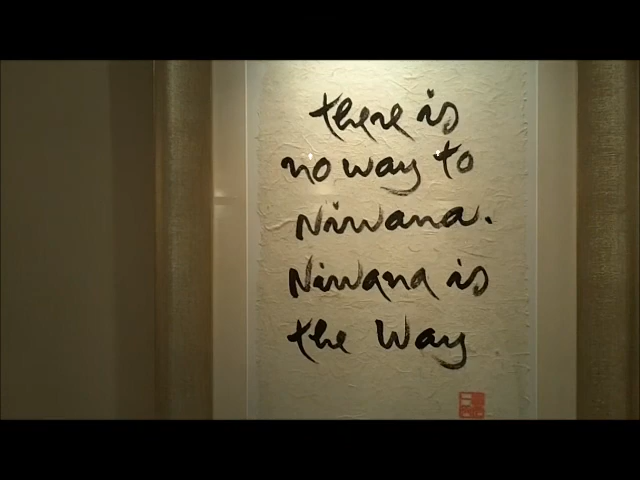 there is
no way to
Nirvana.
Nirvana is
the Way